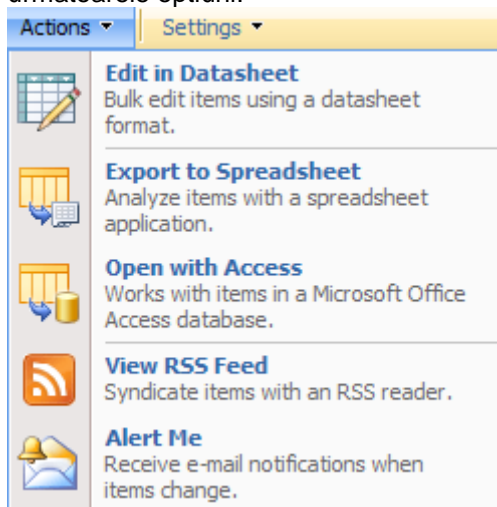 următoarele opțiuni:
Actions Settings
Edit in Datasheet
Bulk edit items using a datasheet
format.
Export to Spreadsheet
Analyze items with a spreadsheet
application.
Open with Access
Works with items in a Microsoft Office
Access database.
View RSS Feed
Syndicate items with an RSS reader.
Alert Me
Receive e-mail notifications when
items change.